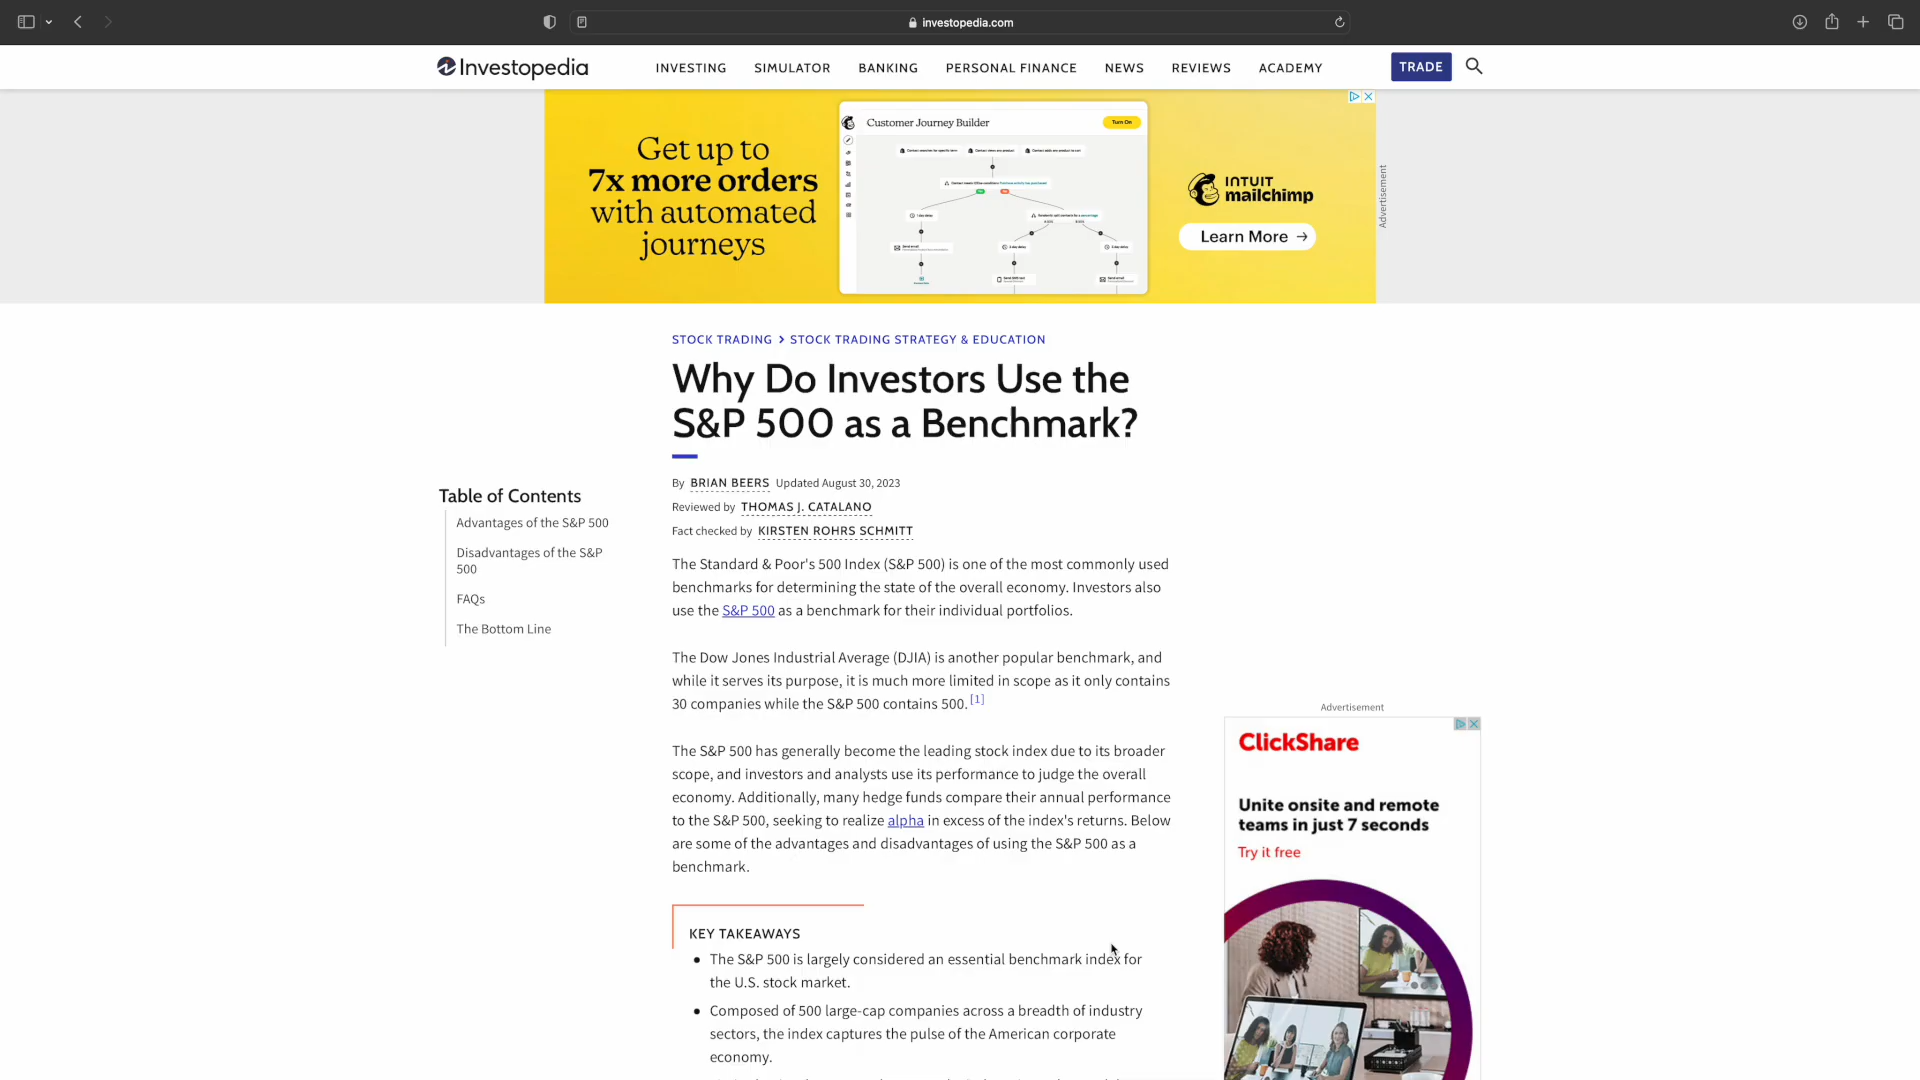 investopedia.com
Investopedia
INVESTING SIMULATOR BANKING PERSONAL FINANCE NEWS REVIEWS ACADEMY TRADE
Get up to
7x more orders
with automated
journeys
Customer Journey Builder
Turn On
INTUIT
mailchimp
Learn More →
Advertisement
STOCK TRADING > STOCK TRADING STRATEGY & EDUCATION
Why Do Investors Use the
S&P 500 as a Benchmark?
By BRIAN BEERS Updated August 30, 2023
Reviewed by THOMAS J. CATALANO
Fact checked by KIRSTEN ROHRS SCHMITT
Table of Contents
Advantages of the S&P 500
Disadvantages of the S&P
500
FAQs
The Bottom Line
The Standard & Poor's 500 Index (S&P 500) is one of the most commonly used
benchmarks for determining the state of the overall economy. Investors also
use the S&P 500 as a benchmark for their individual portfolios.
The Dow Jones Industrial Average (DJIA) is another popular benchmark, and
while it serves its purpose, it is much more limited in scope as it only contains
30 companies while the S&P 500 contains 500. [1]
The S&P 500 has generally become the leading stock index due to its broader
scope, and investors and analysts use its performance to judge the overall
economy. Additionally, many hedge funds compare their annual performance
to the S&P 500, seeking to realize alpha in excess of the index's returns. Below
are some of the advantages and disadvantages of using the S&P 500 as a
benchmark.
KEY TAKEAWAYS
The S&P 500 is largely considered an essential benchmark index for
the U.S. stock market.
Composed of 500 large-cap companies across a breadth of industry
sectors, the index captures the pulse of the American corporate
economy.
Advertisement
ClickShare
Unite onsite and remote
teams in just 7 seconds
Try it free